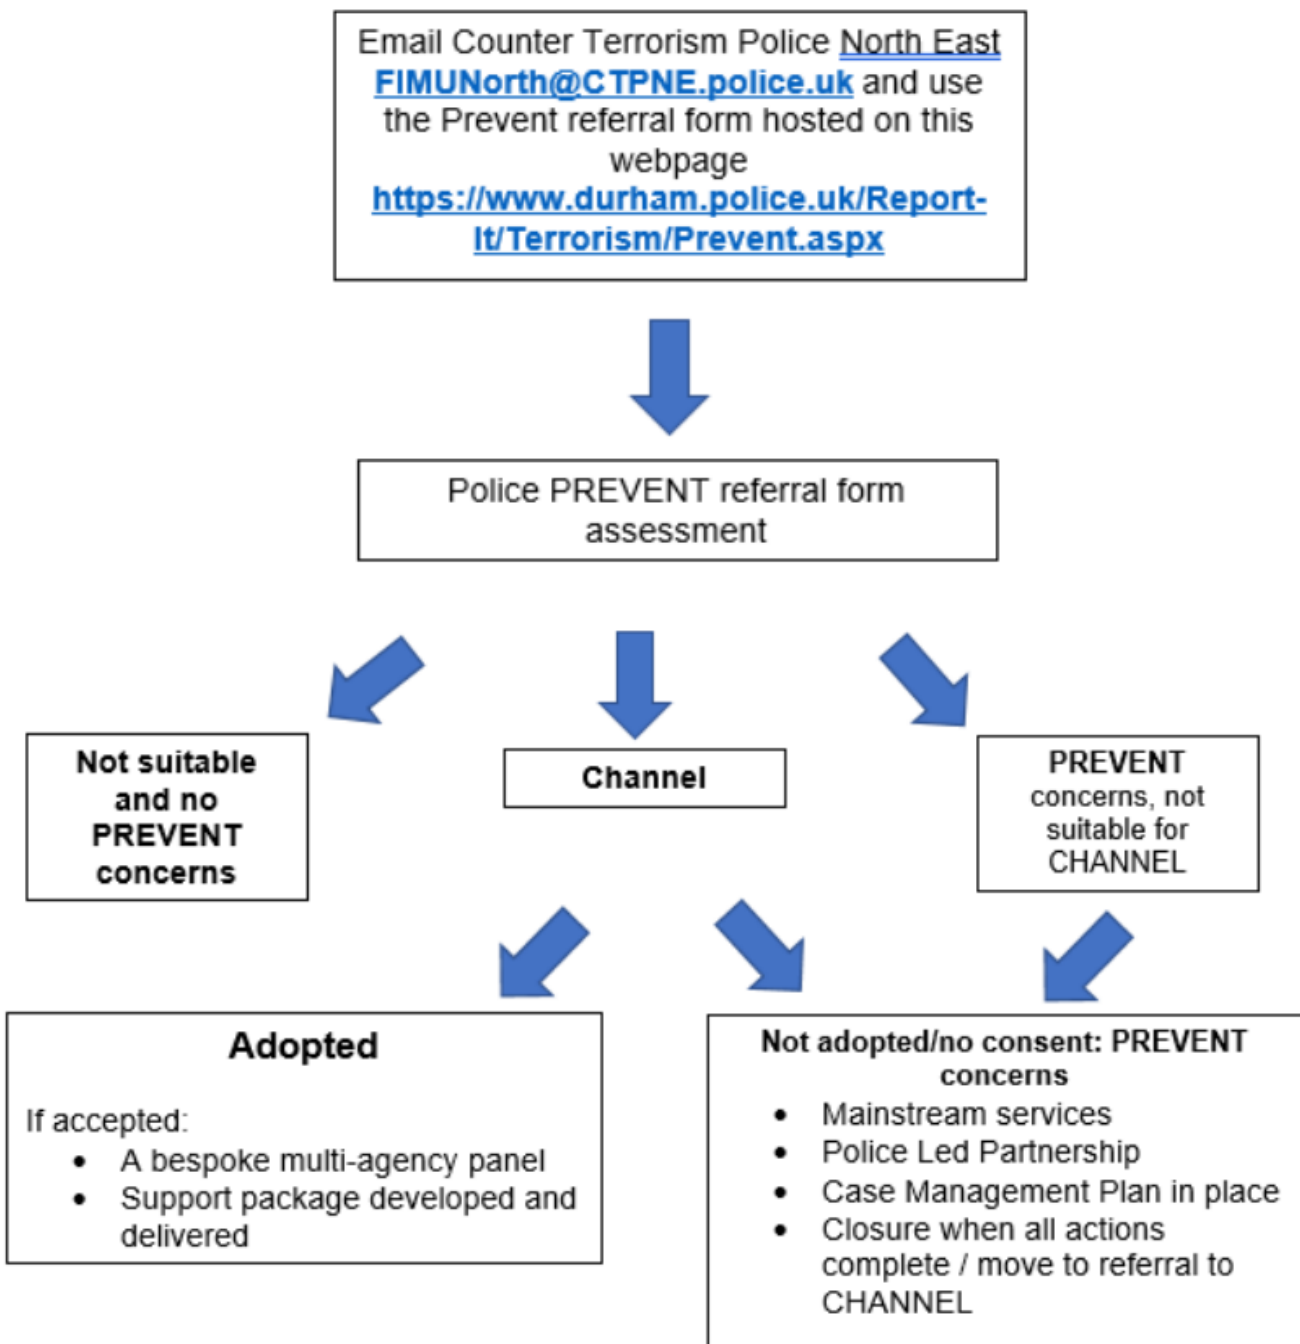 Email Counter Terrorism Police North East
FIMUNorth@CTPNE.police.uk and use
the Prevent referral form hosted on this
webpage
https://www.durham.police.uk/Report-
It/Terrorism/Prevent.aspx
Police PREVENT referral form
assessment
Not suitable
and no
PREVENT
concerns
Channel
PREVENT
concerns, not
suitable for
CHANNEL
Adopted
If accepted:
• A bespoke multi-agency panel
• Support package developed and
delivered
Not adopted/no consent: PREVENT
concerns
• Mainstream services
• Police Led Partnership
• Case Management Plan in place
• Closure when all actions
complete / move to referral to
CHANNEL